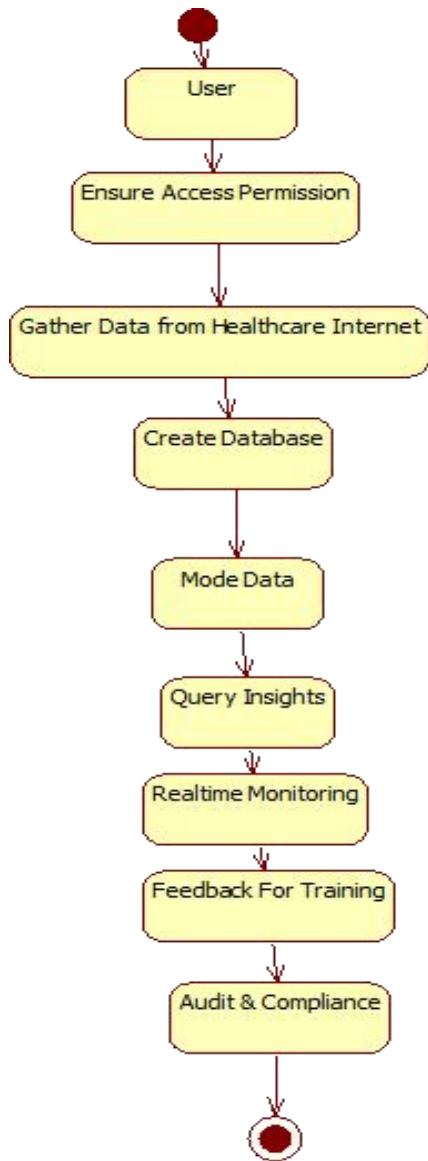 User
Ensure Access Permission
Gather Data from Healthcare Internet
Create Database
Mode Data
Query Insights
Realtime Monitoring
Feedback For Training
Audit & Compliance